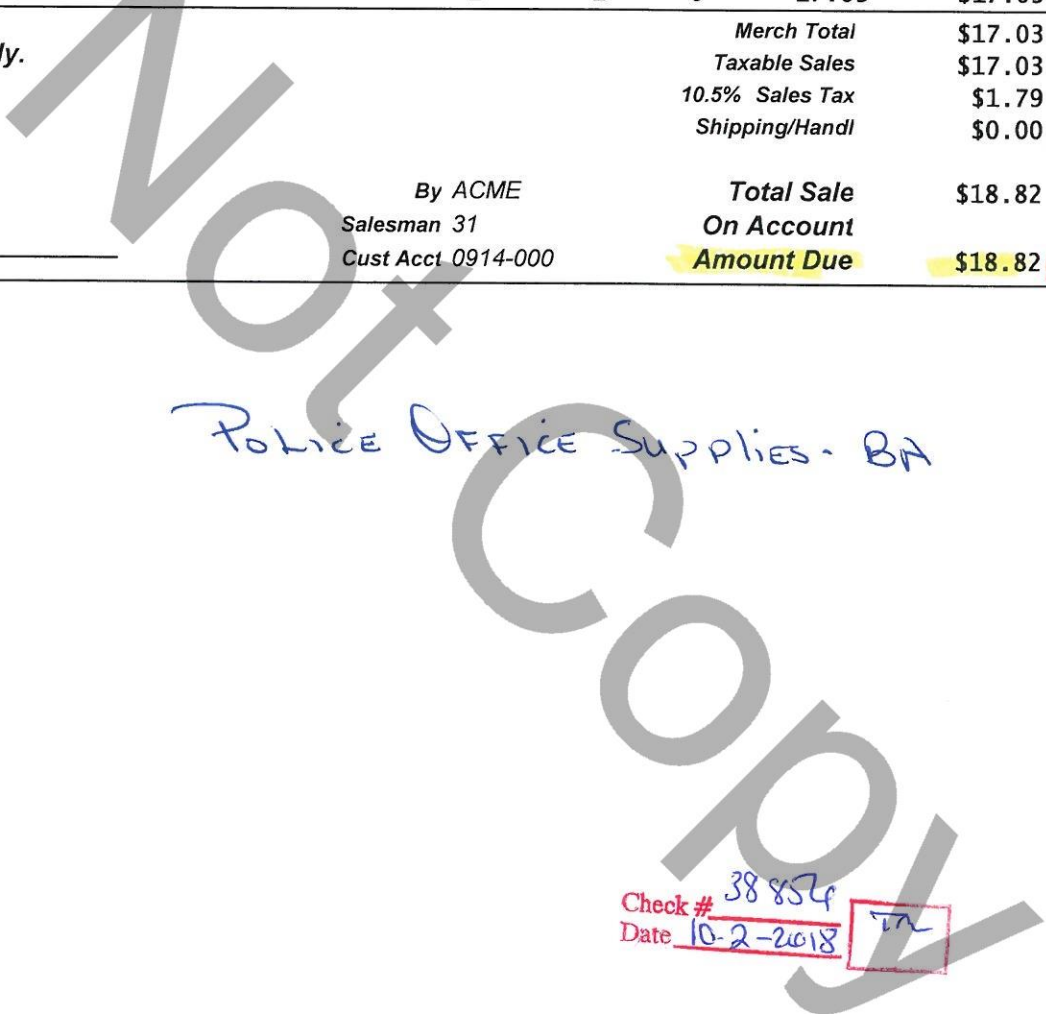 ly.
Merch Total $17.03
Taxable Sales $17.03
10.5% Sales Tax $1.79
Shipping/Handl $0.00
By ACME Total Sale $18.82
Salesman 31 On Account
Cust Acct 0914-000 Amount Due $18.82
Not Copy
Police Office Supplies. BA
Check # 38854
Date 10-2-2018